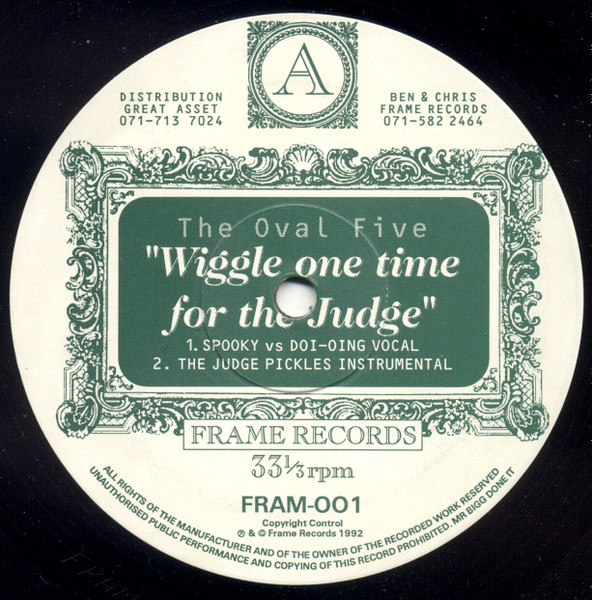 A
DISTRIBUTION
GREAT ASSET
071-713 7024
BEN & CHRIS
FRAME RECORDS
071-582 2464
The Oval Five
"Wiggle one time
for the Judge"
1. SPOOKY vs DOI-OING VOCAL
2. THE JUDGE PICKLES INSTRUMENTAL
FRAME RECORDS
33⅓rpm
FRAM-001
Copyright Control
℗ & © Frame Records 1992
ALL RIGHTS OF THE MANUFACTURER AND OF THE OWNER OF THE RECORDED WORK RESERVED
UNAUTHORISED PUBLIC PERFORMANCE AND COPYING OF THIS RECORD PROHIBITED. MR BIGG DONE IT